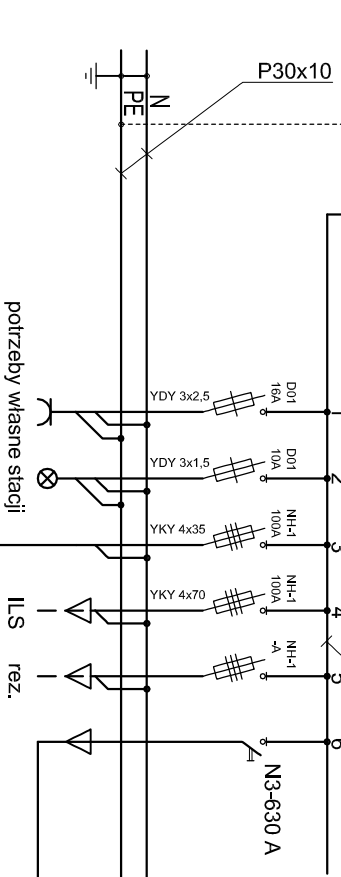 P30x10
N
PE
1
D01
16A
YDY 3x2,5
2
D01
10A
YDY 3x1,5
potrzeby własne stacji
3
NH-1
100A
YKY 4x35
4
NH-1
100A
YKY 4x70
ILS
5
NH-1
-A
rez.
6
N3-630 A